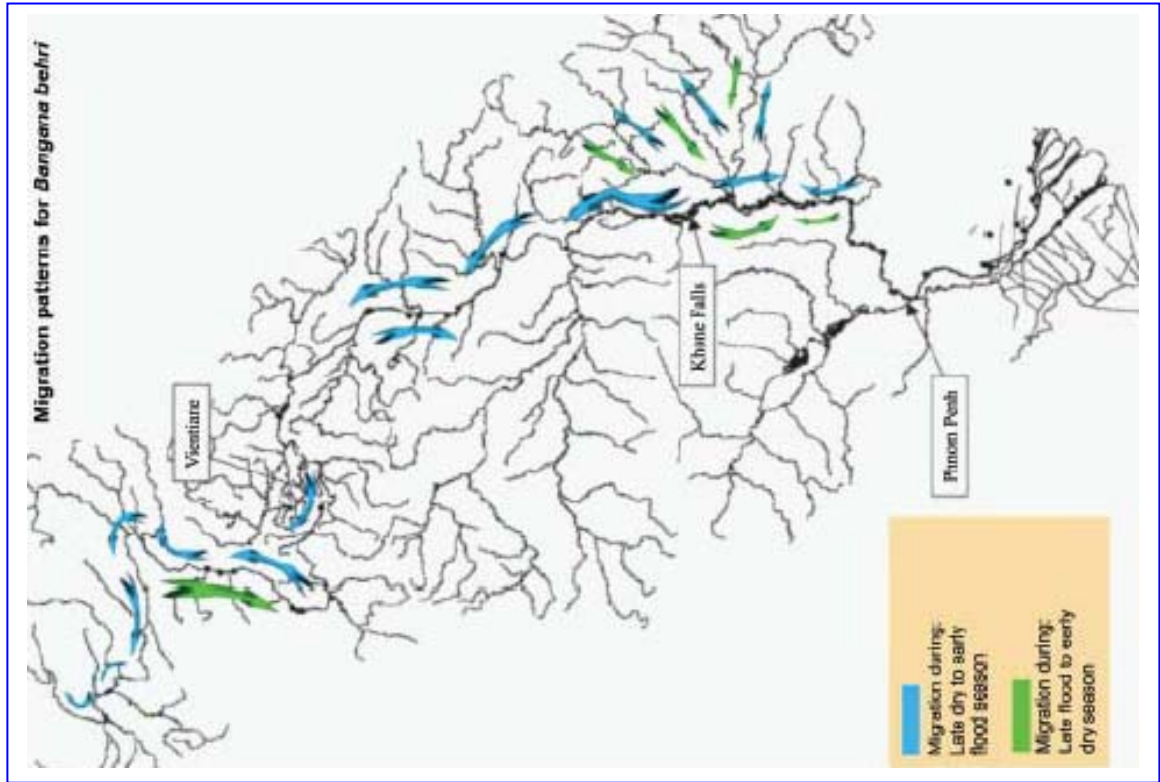 Migration patterns for Bangana behri
Vientiane
Khone Falls
Phnom Penh
Migration during:
Late dry to early
flood season
Migration during:
Late flood to early
dry season